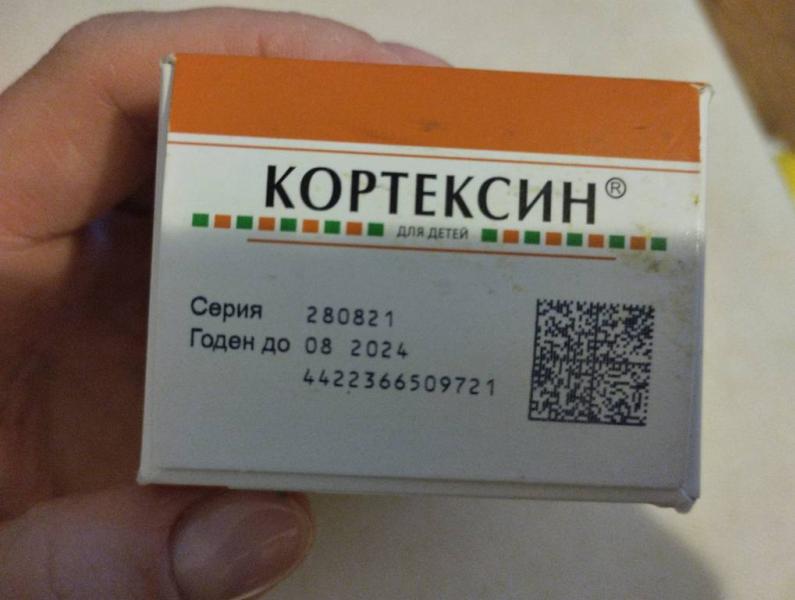 КОРТЕКСИН®
ДЛЯ ДЕТЕЙ
Серия 280821
Годен до 08 2024
4422366509721